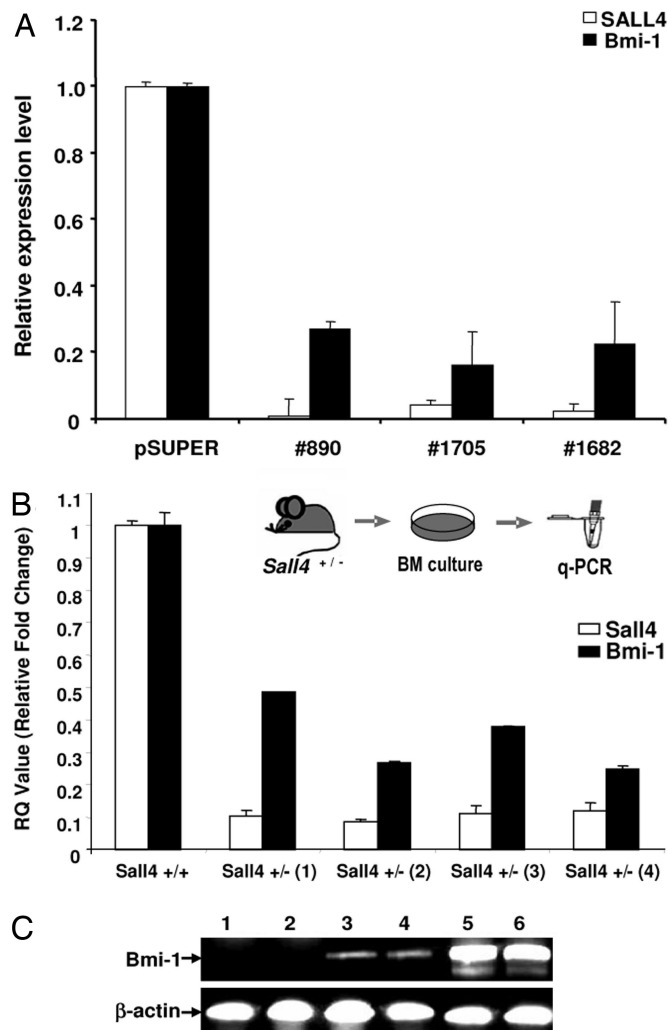 A
SALL4
Bmi-1
Relative expression level
1.2
1.0
0.8
0.6
0.4
0.2
0
pSUPER #890 #1705 #1682
B
Sall4 +/-
BM culture
q-PCR
Sall4
Bmi-1
RQ Value (Relative Fold Change)
1.1
1
0.9
0.8
0.7
0.6
0.5
0.4
0.3
0.2
0.1
0
Sall4 +/+ Sall4 +/- (1) Sall4 +/- (2) Sall4 +/- (3) Sall4 +/- (4)
C
1 2 3 4 5 6
Bmi-1
β-actin